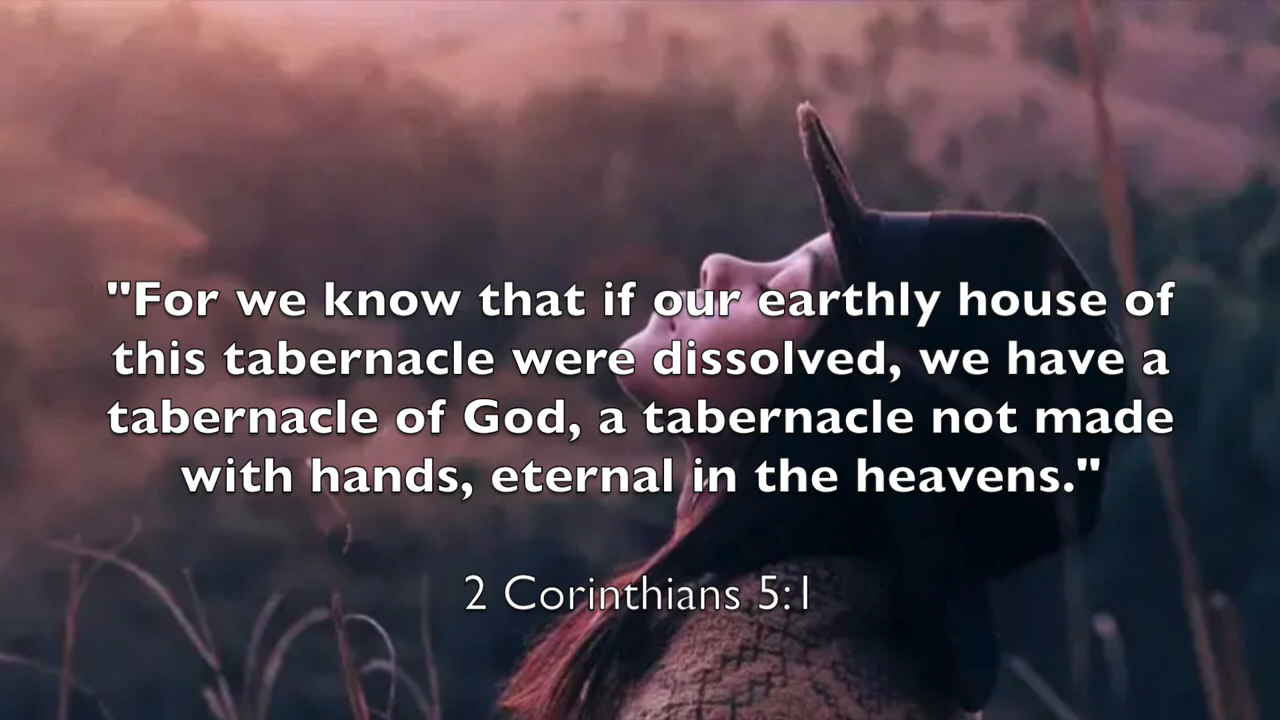 "For we know that if our earthly house of
this tabernacle were dissolved, we have a
tabernacle of God, a tabernacle not made
with hands, eternal in the heavens."
2 Corinthians 5:1